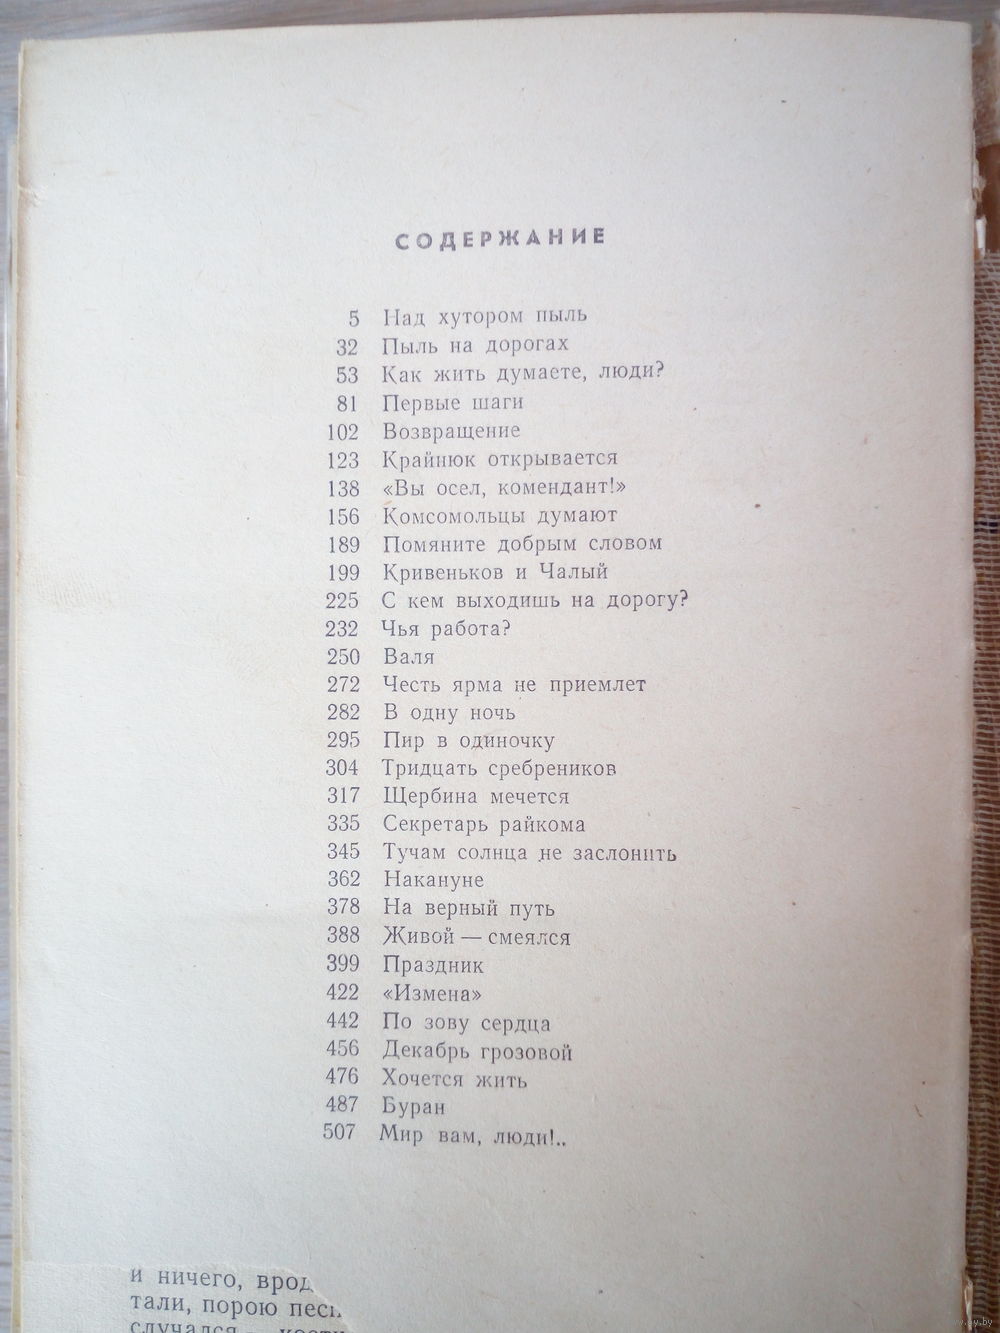 СОДЕРЖАНИЕ
5 Над хутором пыль
32 Пыль на дорогах
53 Как жить думаете, люди?
81 Первые шаги
102 Возвращение
123 Крайнюк открывается
138 «Вы осел, комендант!»
156 Комсомольцы думают
189 Помяните добрым словом
199 Кривеньков и Чалый
225 С кем выходишь на дорогу?
232 Чья работа?
250 Валя
272 Честь ярма не приемлет
282 В одну ночь
295 Пир в одиночку
304 Тридцать сребреников
317 Щербина мечется
335 Секретарь райкома
345 Тучам солнца не заслонить
362 Накануне
378 На верный путь
388 Живой — смеялся
399 Праздник
422 «Измена»
442 По зову сердца
456 Декабрь грозовой
476 Хочется жить
487 Буран
507 Мир вам, люди!..
и ничего,
тали, порою
случался —